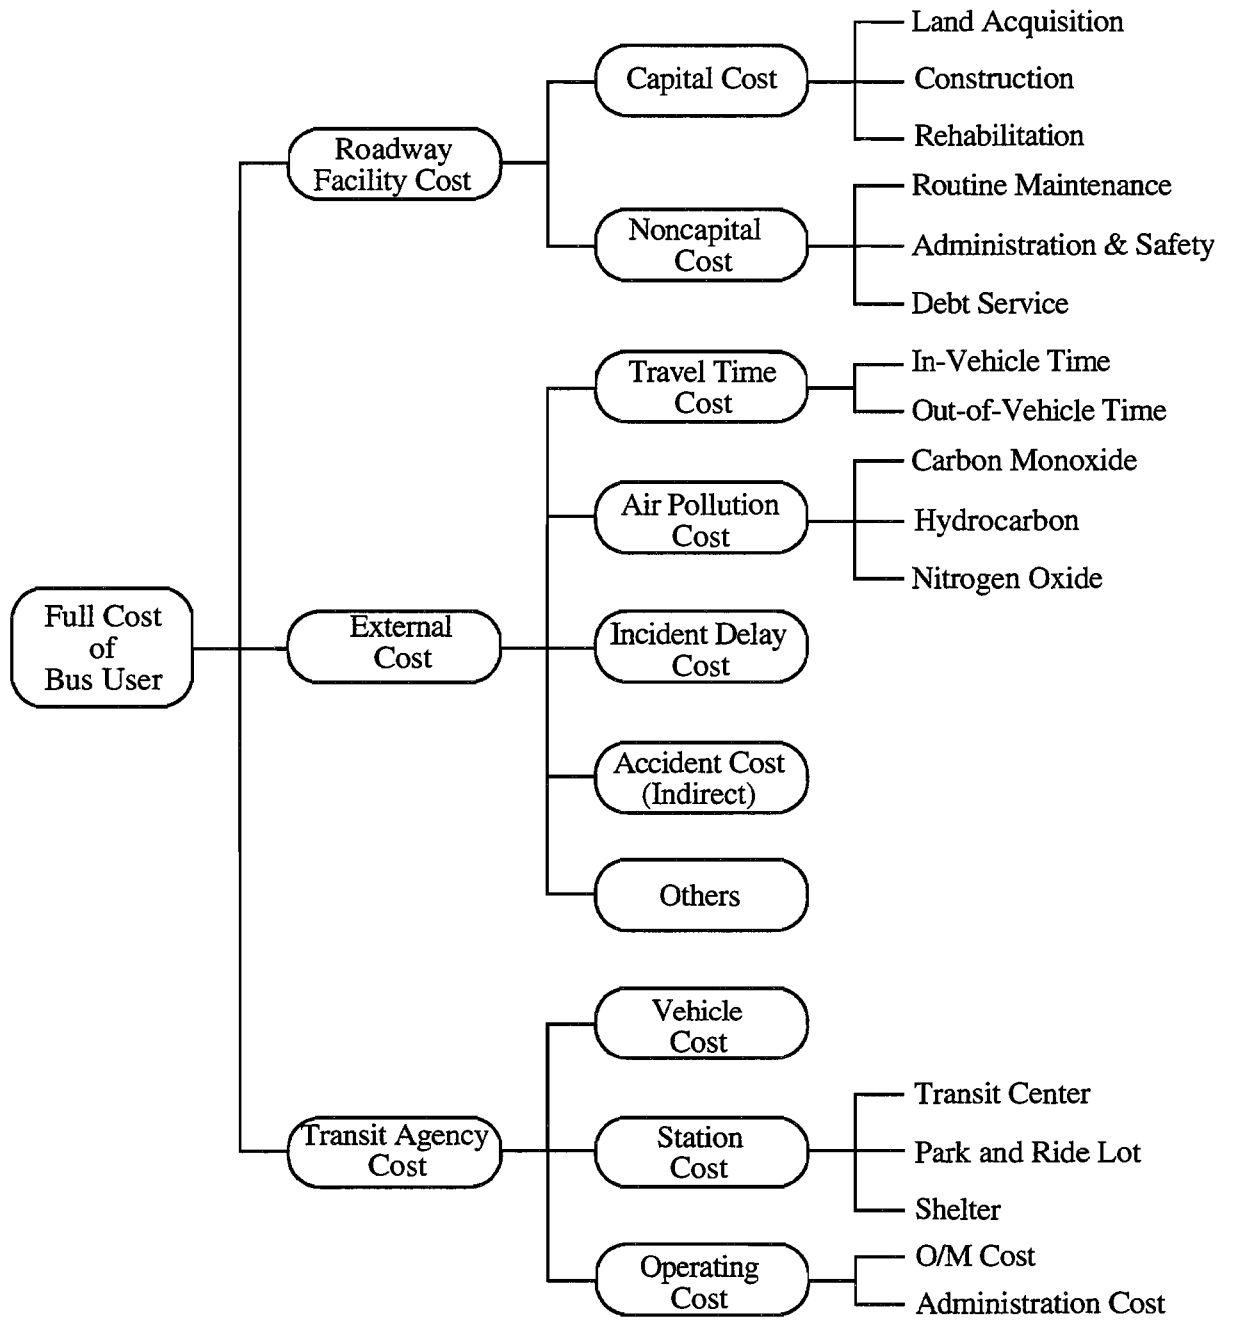 Full Cost
of
Bus User
Roadway
Facility Cost
Capital Cost
Land Acquisition
Construction
Rehabilitation
Noncapital
Cost
Routine Maintenance
Administration & Safety
Debt Service
External
Cost
Travel Time
Cost
In-Vehicle Time
Out-of-Vehicle Time
Air Pollution
Cost
Carbon Monoxide
Hydrocarbon
Nitrogen Oxide
Incident Delay
Cost
Accident Cost
(Indirect)
Others
Transit Agency
Cost
Vehicle
Cost
Station
Cost
Transit Center
Park and Ride Lot
Shelter
Operating
Cost
O/M Cost
Administration Cost